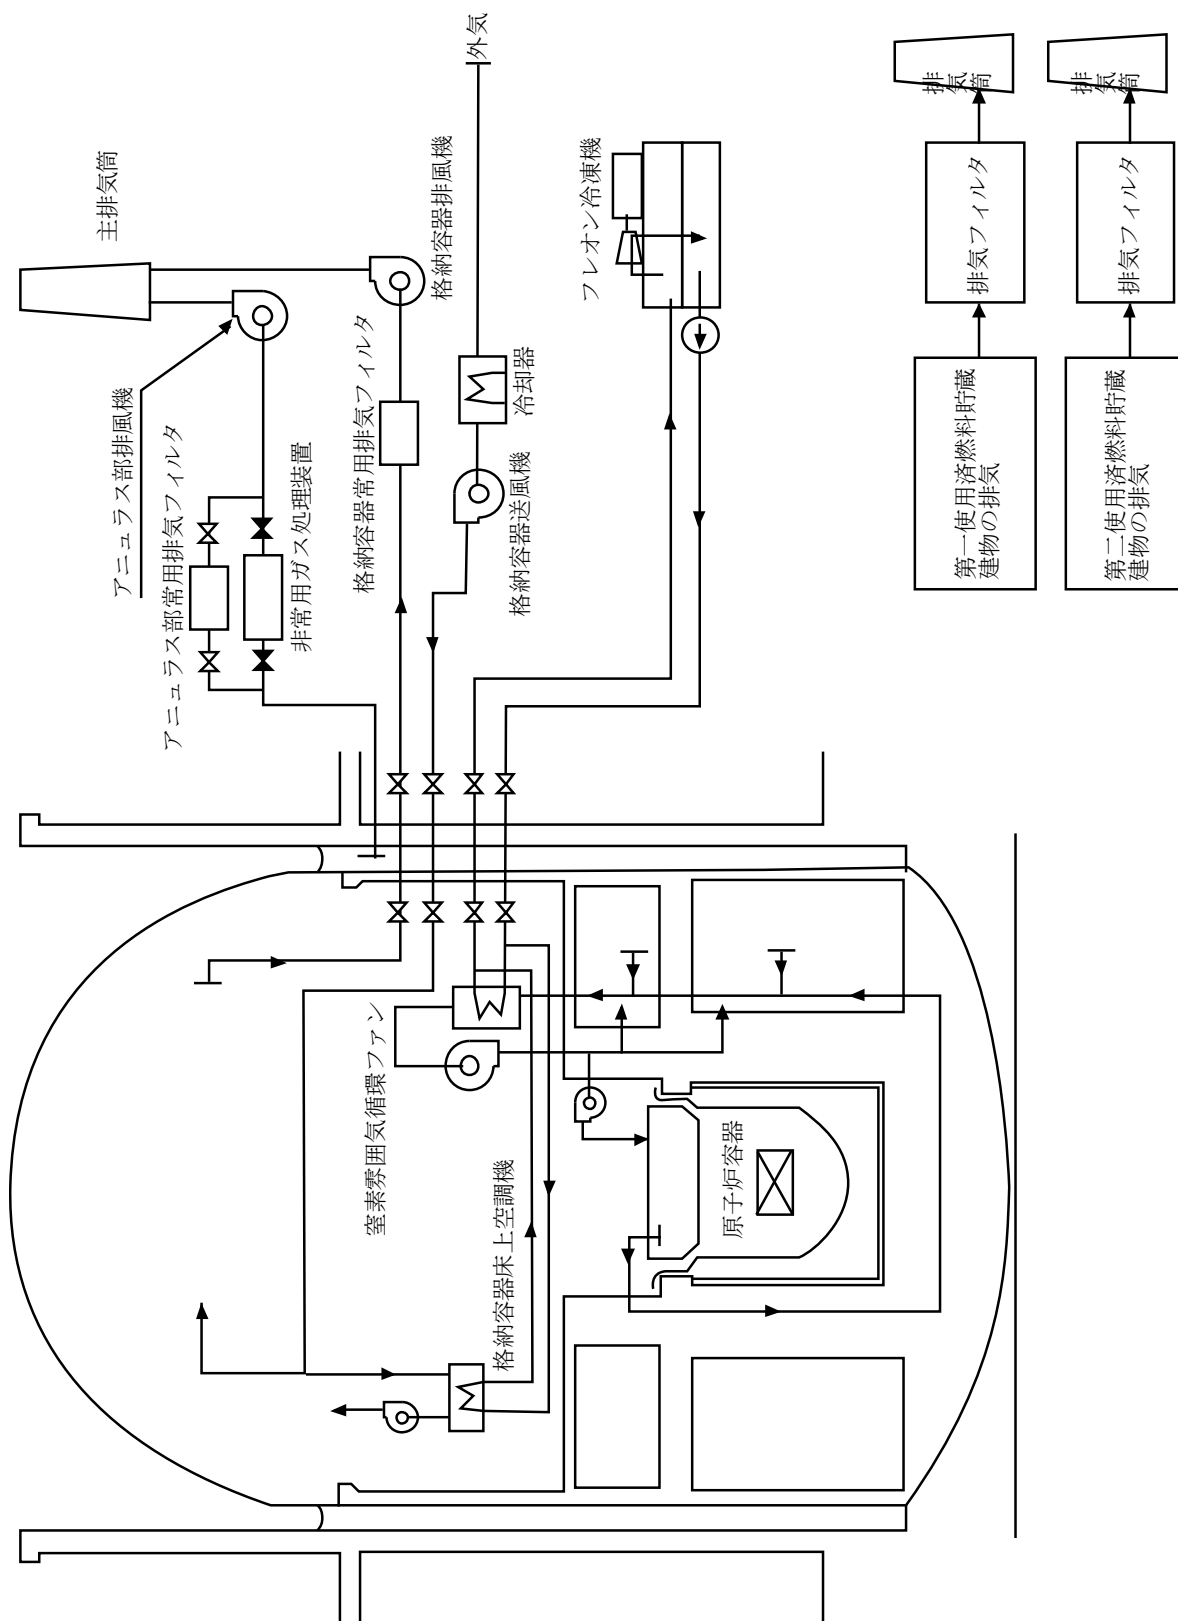 主排気筒
アニュラス部排風機
アニュラス部常用排気フィルタ
非常用ガス処理装置
格納容器常用排気フィルタ
格納容器排風機
外気
冷却器
格納容器送風機
フレオン冷凍機
排気筒
排気フィルタ
第一使用済燃料貯蔵
建物の排気
排気筒
排気フィルタ
第二使用済燃料貯蔵
建物の排気
窒素雰囲気循環ファン
格納容器床上空調機
原子炉容器